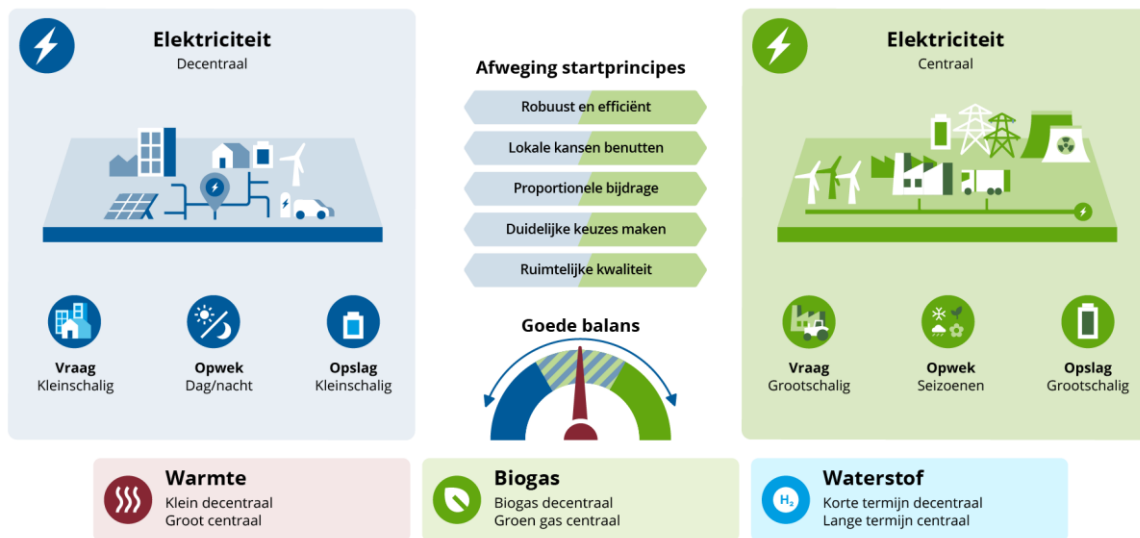 Elektriciteit
Decentraal
Vraag
Kleinschalig
Opwek
Dag/nacht
Opslag
Kleinschalig
Afweging startprincipes
Robuust en efficiënt
Lokale kansen benutten
Proportionele bijdrage
Duidelijke keuzes maken
Ruimtelijke kwaliteit
Goede balans
Elektriciteit
Centraal
Vraag
Grootschalig
Opwek
Seizoenen
Opslag
Grootschalig
Warmte
Klein decentraal
Groot centraal
Biogas
Biogas decentraal
Groen gas centraal
H₂
Waterstof
Korte termijn decentraal
Lange termijn centraal